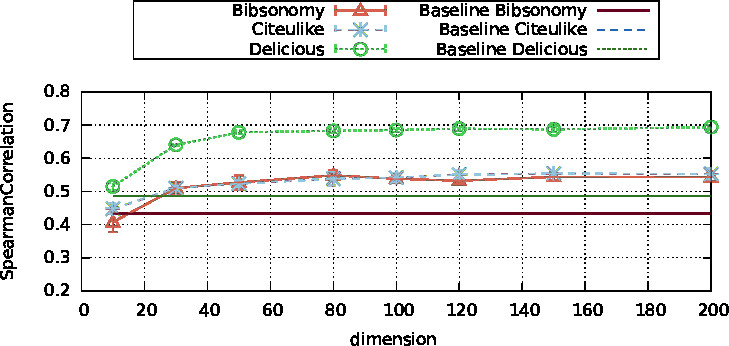 Bibsonomy Baseline Bibsonomy
Citeulike Baseline Citeulike
Delicious Baseline Delicious
SpearmanCorrelation
0.8
0.7
0.6
0.5
0.4
0.3
0.2
0 20 40 60 80 100 120 140 160 180 200
dimension